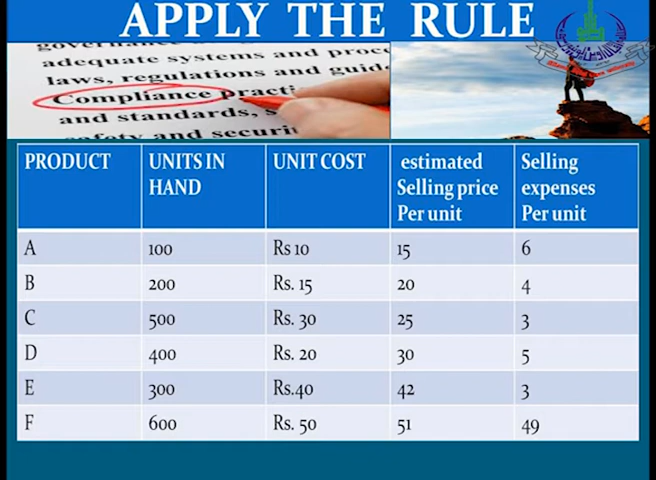 APPLY THE RULE
governance and
adequate systems and proce
laws, regulations and guid
Compliance practi
and standards, s
safety and securi
PRODUCT
UNITS IN HAND
UNIT COST
estimated Selling price Per unit
Selling expenses Per unit
A 100 Rs 10 15 6
B 200 Rs. 15 20 4
C 500 Rs. 30 25 3
D 400 Rs. 20 30 5
E 300 Rs.40 42 3
F 600 Rs. 50 51 49